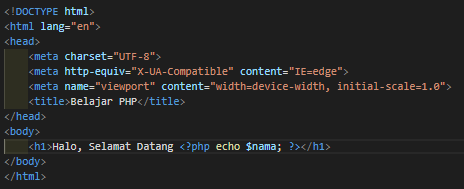 <!DOCTYPE html>
<html lang="en">
<head>
    <meta charset="UTF-8">
    <meta http-equiv="X-UA-Compatible" content="IE=edge">
    <meta name="viewport" content="width=device-width, initial-scale=1.0">
    <title>Belajar PHP</title>
</head>
<body>
    <h1>Halo, Selamat Datang <?php echo $nama; ?></h1>
</body>
</html>